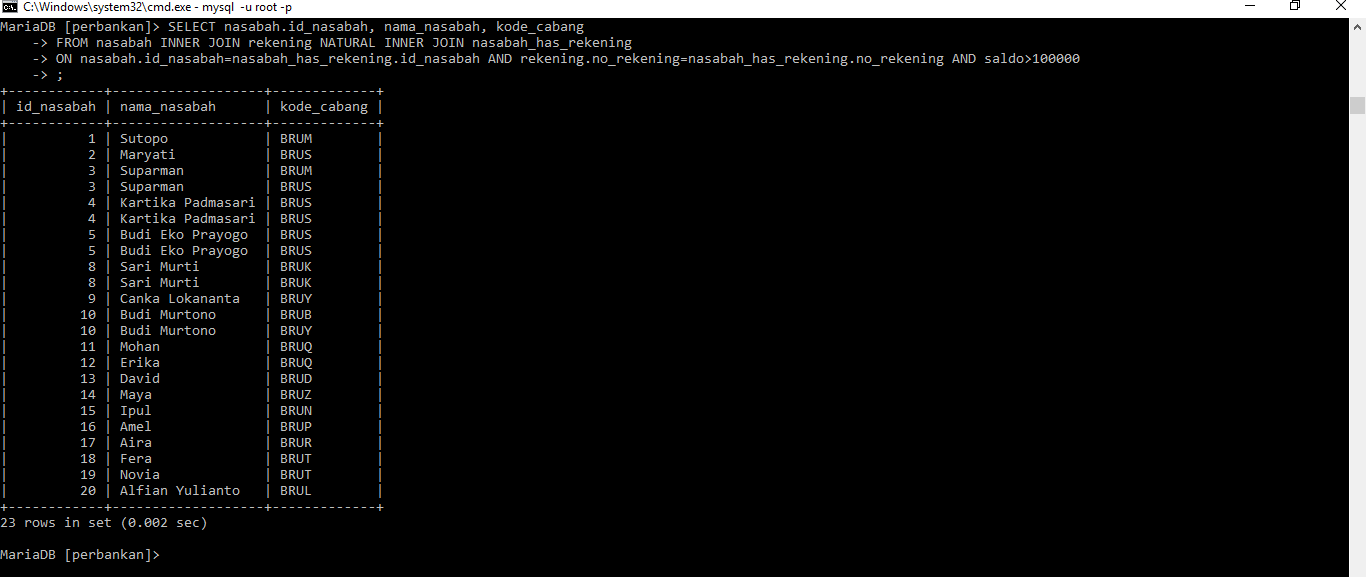 C:\Windows\system32\cmd.exe - mysql -u root -p
MariaDB [perbankan]> SELECT nasabah.id_nasabah, nama_nasabah, kode_cabang
    -> FROM nasabah INNER JOIN rekening NATURAL INNER JOIN nasabah_has_rekening
    -> ON nasabah.id_nasabah=nasabah_has_rekening.id_nasabah AND rekening.no_rekening=nasabah_has_rekening.no_rekening AND saldo>100000
    -> ;
+------------+-------------------+-------------+
| id_nasabah | nama_nasabah      | kode_cabang |
+------------+-------------------+-------------+
|          1 | Sutopo            | BRUM        |
|          2 | Maryati           | BRUS        |
|          3 | Suparman          | BRUM        |
|          3 | Suparman          | BRUS        |
|          4 | Kartika Padmasari | BRUS        |
|          4 | Kartika Padmasari | BRUS        |
|          5 | Budi Eko Prayogo  | BRUS        |
|          5 | Budi Eko Prayogo  | BRUS        |
|          8 | Sari Murti        | BRUK        |
|          8 | Sari Murti        | BRUK        |
|          9 | Canka Lokananta   | BRUY        |
|         10 | Budi Murtono      | BRUB        |
|         10 | Budi Murtono      | BRUY        |
|         11 | Mohan             | BRUQ        |
|         12 | Erika             | BRUQ        |
|         13 | David             | BRUD        |
|         14 | Maya              | BRUZ        |
|         15 | Ipul              | BRUN        |
|         16 | Amel              | BRUP        |
|         17 | Aira              | BRUR        |
|         18 | Fera              | BRUT        |
|         19 | Novia             | BRUT        |
|         20 | Alfian Yulianto   | BRUL        |
+------------+-------------------+-------------+
23 rows in set (0.002 sec)
MariaDB [perbankan]>